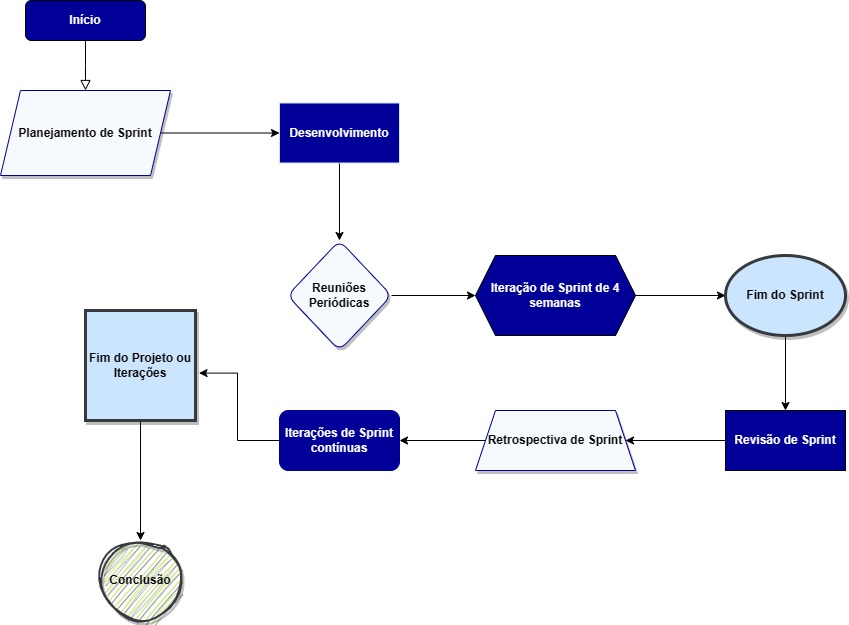 Início
Planejamento de Sprint
Desenvolvimento
Reuniões
Periódicas
Iteração de Sprint de 4
semanas
Fim do Sprint
Revisão de Sprint
Retrospectiva de Sprint
Iterações de Sprint
contínuas
Fim do Projeto ou
Iterações
Conclusão